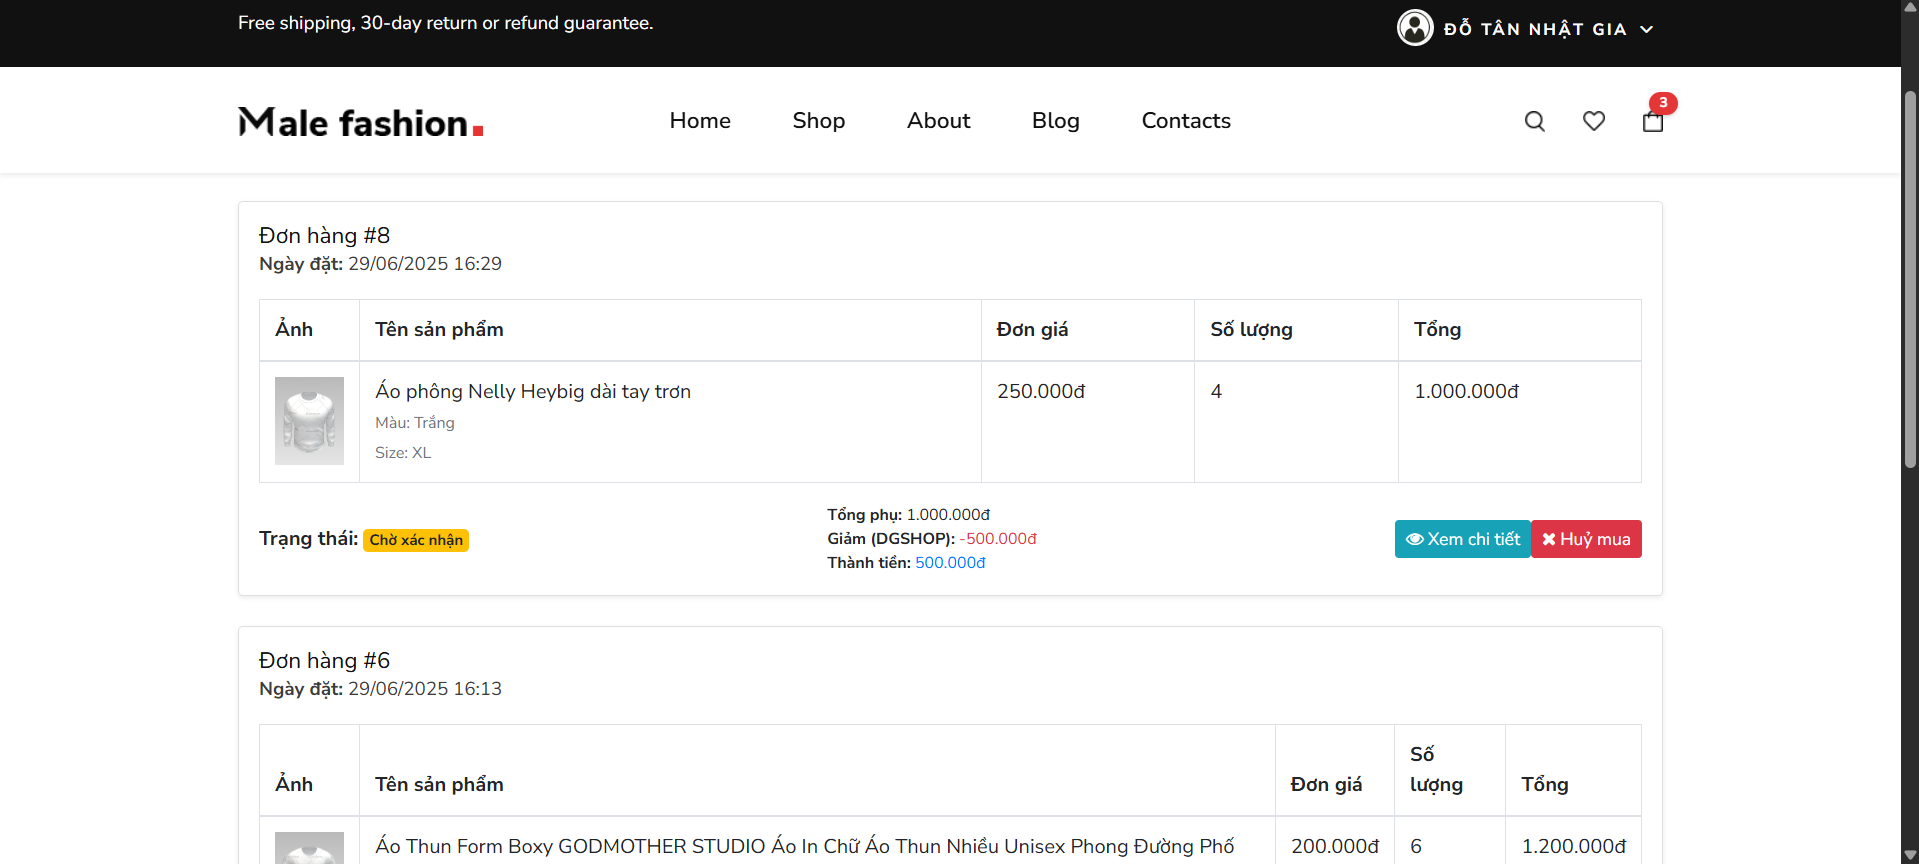 Free shipping, 30-day return or refund guarantee.
ĐỖ TÂN NHẬT GIA
Male fashion.
Home Shop About Blog Contacts
3
Đơn hàng #8
Ngày đặt: 29/06/2025 16:29
Ảnh Tên sản phẩm Đơn giá Số lượng Tổng
Áo phông Nelly Heybig dài tay trơn 250.000đ 4 1.000.000đ
Màu: Trắng
Size: XL
Tổng phụ: 1.000.000đ
Trạng thái: Chờ xác nhận Giảm (DGSHOP): -500.000đ Xem chi tiết Huỷ mua
Thành tiền: 500.000đ
Đơn hàng #6
Ngày đặt: 29/06/2025 16:13
Ảnh Tên sản phẩm Đơn giá Số lượng Tổng
Áo Thun Form Boxy GODMOTHER STUDIO Áo In Chữ Áo Thun Nhiều Unisex Phong Đường Phố 200.000đ 6 1.200.000đ